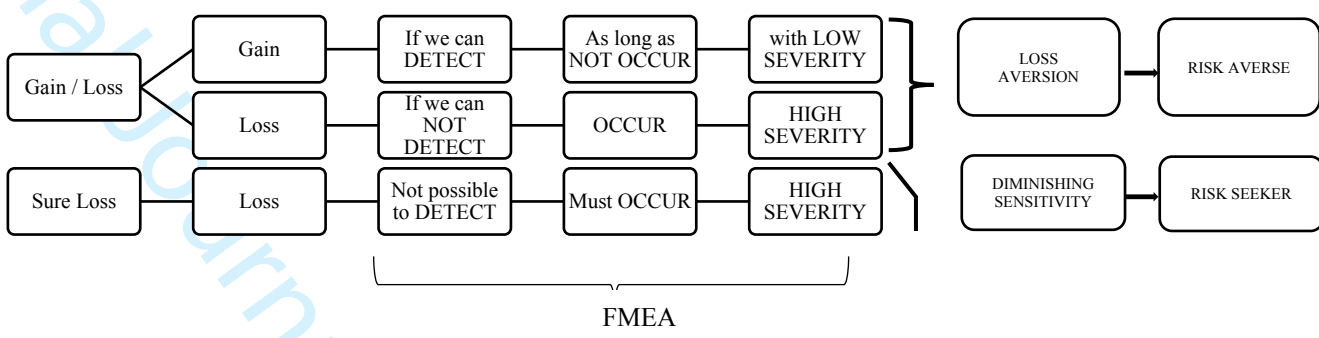 Gain / Loss
Gain
If we can
DETECT
As long as
NOT OCCUR
with LOW
SEVERITY
Loss
If we can
NOT
DETECT
OCCUR
HIGH
SEVERITY
LOSS
AVERSION
RISK AVERSE
Sure Loss
Loss
Not possible
to DETECT
Must OCCUR
HIGH
SEVERITY
DIMINISHING
SENSITIVITY
RISK SEEKER
FMEA